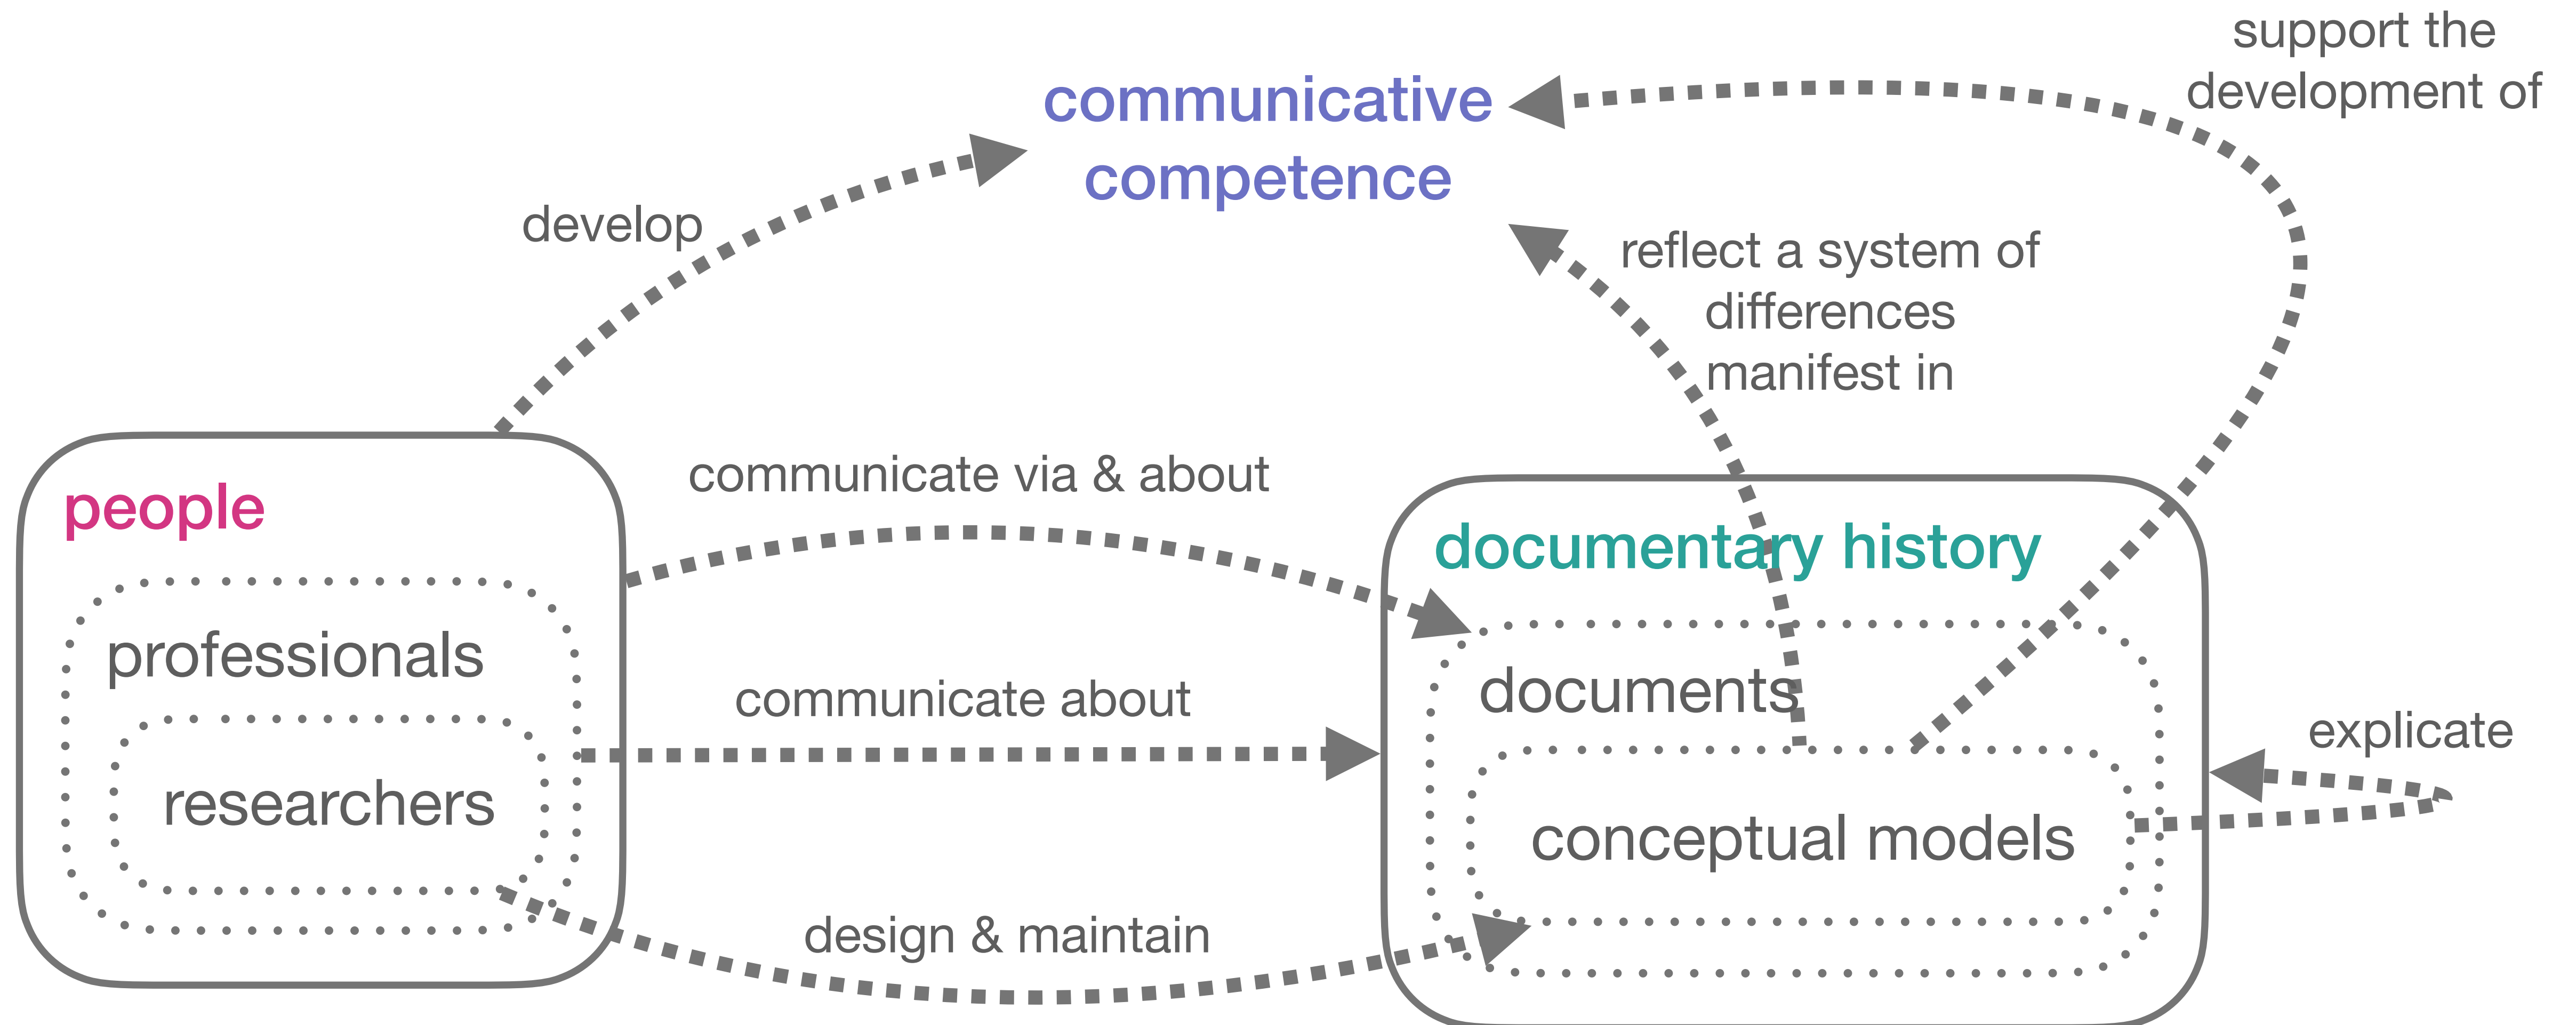 support the
development of
communicative
competence
develop
reflect a system of
differences
manifest in
communicate via & about
people
documentary history
professionals
documents
communicate about
explicate
researchers
conceptual models
design & maintain